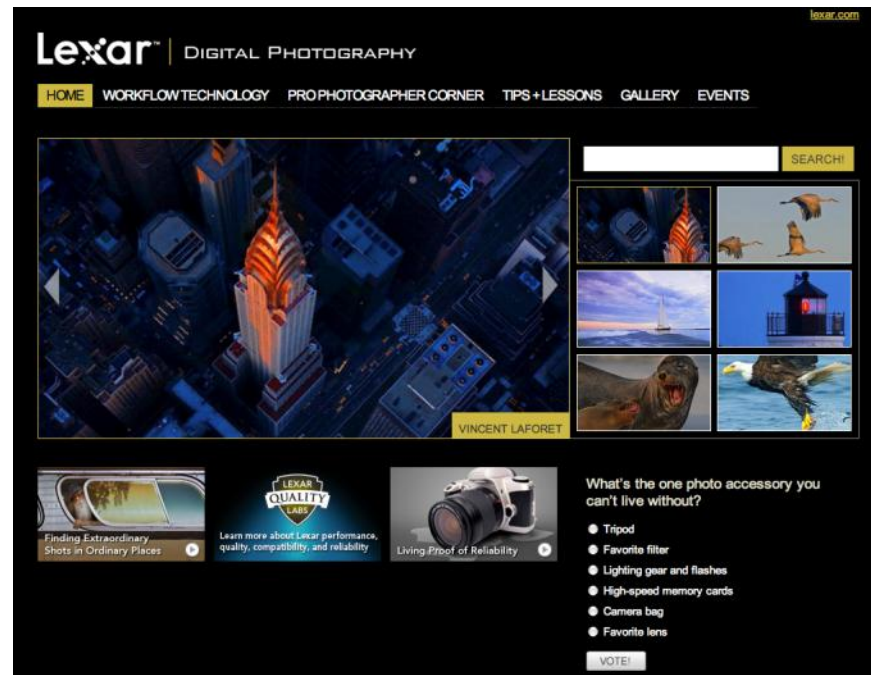 lexar.com
Lexar™ | DIGITAL PHOTOGRAPHY
HOME WORKFLOW TECHNOLOGY PRO PHOTOGRAPHER CORNER TIPS + LESSONS GALLERY EVENTS
SEARCH!
VINCENT LAFORET
Finding Extraordinary
Shots in Ordinary Places
LEXAR
QUALITY
LABS
Learn more about Lexar performance,
quality, compatibility, and reliability
Living Proof of Reliability
What's the one photo accessory you
can't live without?
Tripod
Favorite filter
Lighting gear and flashes
High-speed memory cards
Camera bag
Favorite lens
VOTE!